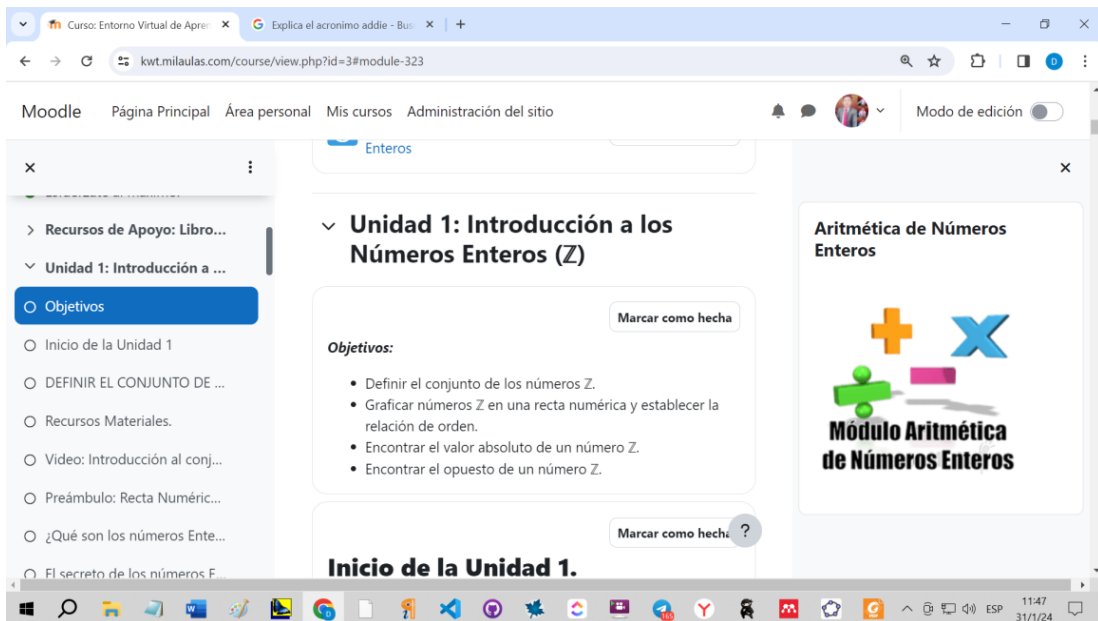 Curso: Entorno Virtual de Apren
Explica el acronimo addie - Bus
kwt.milaulas.com/course/view.php?id=3#module-323
D
Moodle
Página Principal
Área personal
Mis cursos
Administración del sitio
Modo de edición
Recursos de Apoyo: Libro...
Unidad 1: Introducción a ...
Objetivos
Inicio de la Unidad 1
DEFINIR EL CONJUNTO DE ...
Recursos Materiales.
Video: Introducción al conj...
Preámbulo: Recta Numéric...
¿Qué son los números Ente...
El secreto de los números E...
Enteros
Unidad 1: Introducción a los
Números Enteros (ℤ)
Marcar como hecha
Objetivos:
• Definir el conjunto de los números ℤ.
• Graficar números ℤ en una recta numérica y establecer la
relación de orden.
• Encontrar el valor absoluto de un número ℤ.
• Encontrar el opuesto de un número ℤ.
Marcar como hecha
?
Inicio de la Unidad 1.
Aritmética de Números
Enteros
Módulo Aritmética
de Números Enteros
ESP
11:47
31/1/24